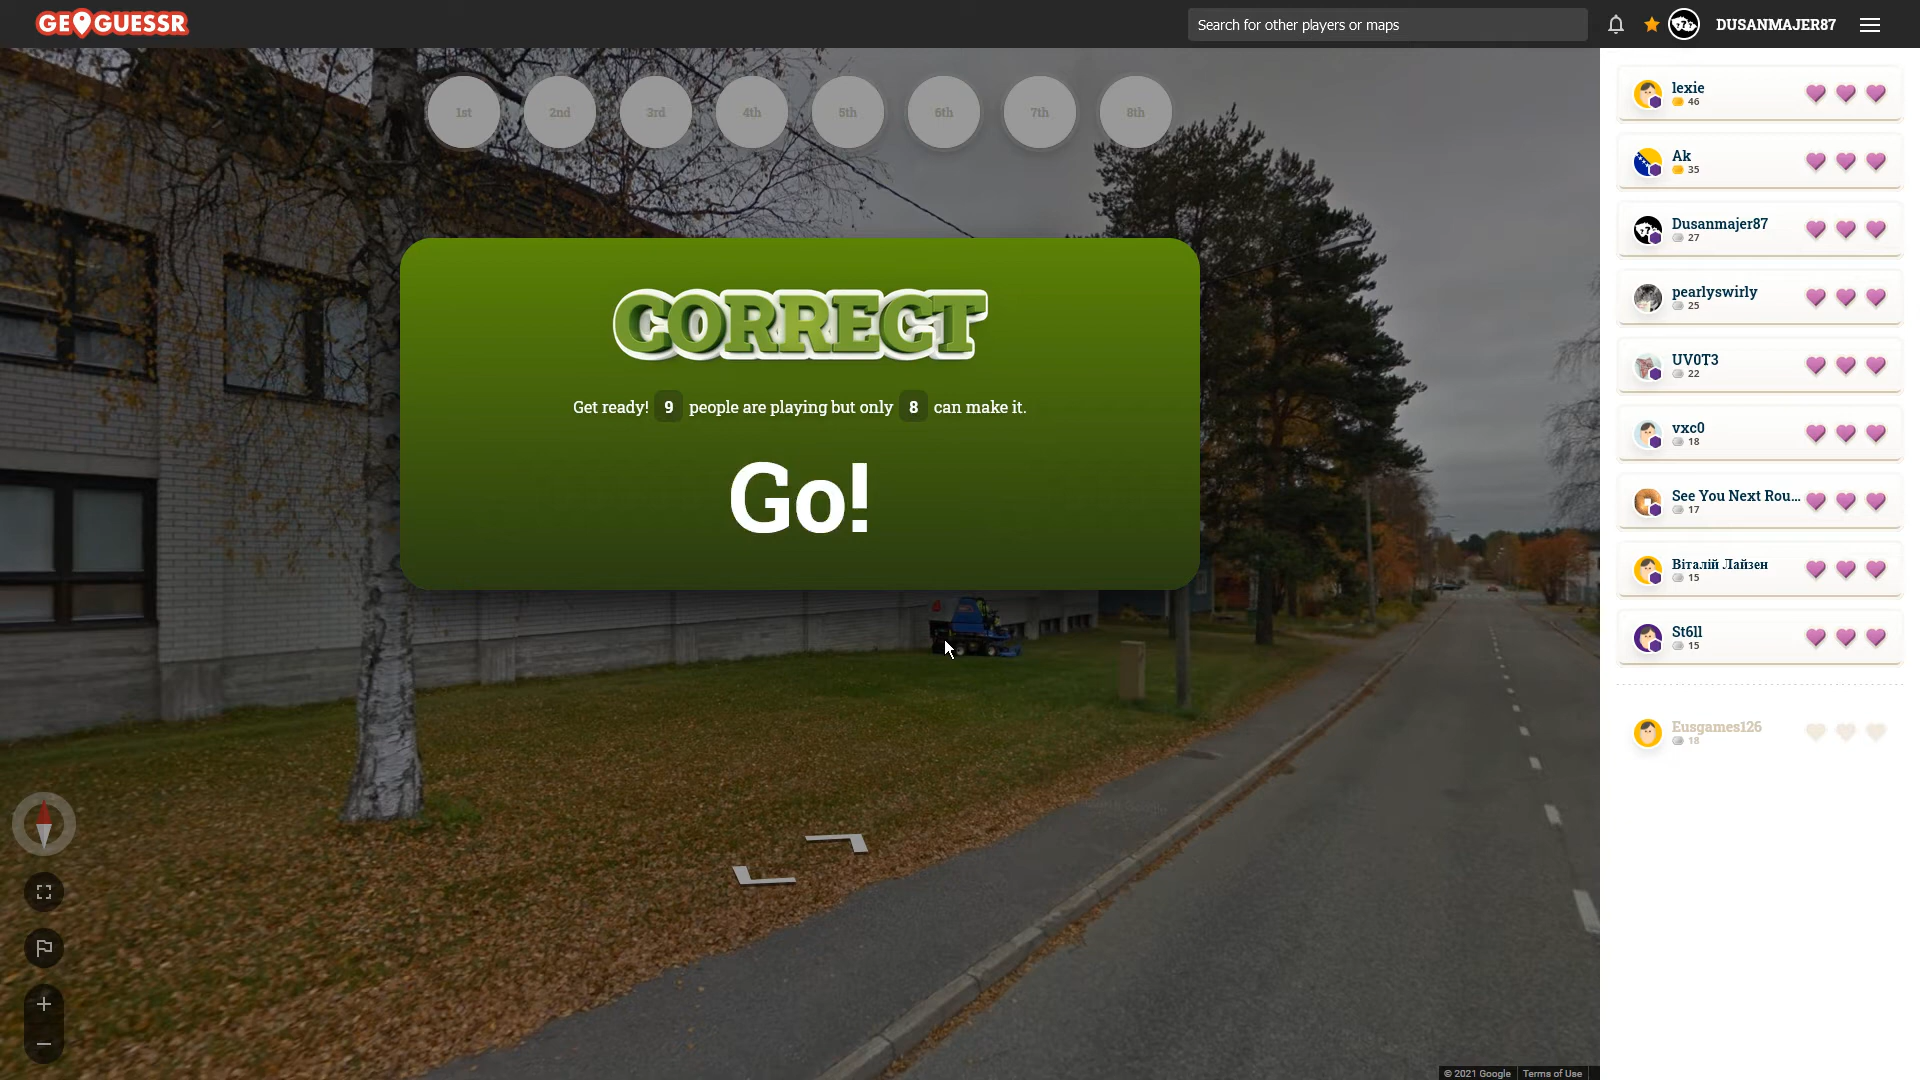 GEOGUESSR
Search for other players or maps
DUSANMAJER87
1st
2nd
3rd
4th
5th
6th
7th
8th
CORRECT
Get ready! 9 people are playing but only 8 can make it.
Go!
lexie
46
Ak
35
Dusanmajer87
27
pearlyswirly
25
UV0T3
22
vxc0
18
See You Next Rou...
17
Віталій Лайзен
15
St6ll
15
Eusgames126
18
© 2021 Google
Terms of Use